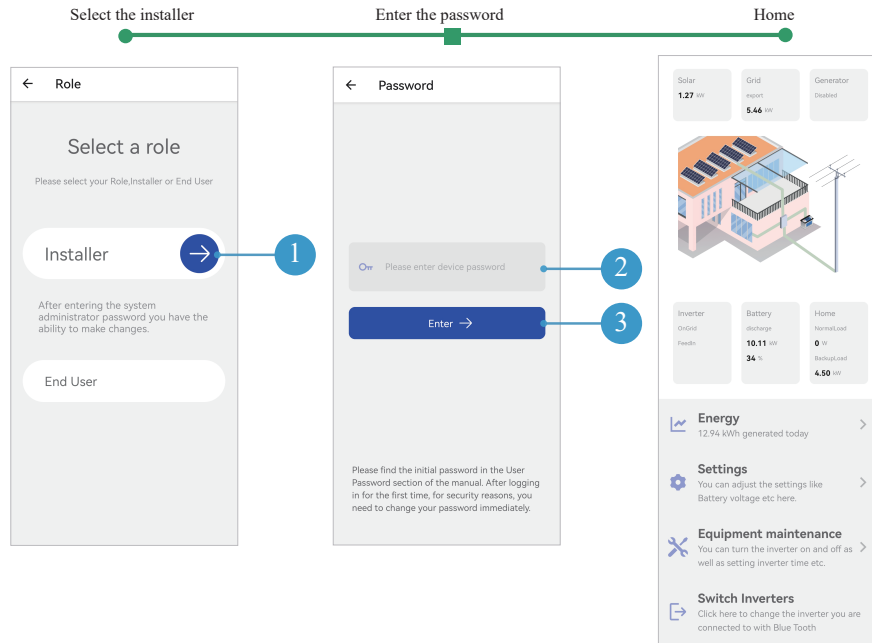 Select the installer
Enter the password
Home
← Role
Select a role
Please select your Role,Installer or End User
Installer
1
After entering the system
administrator password you have the
ability to make changes.
End User
← Password
Please enter device password
2
Enter →
3
Please find the initial password in the User
Password section of the manual. After logging
in for the first time, for security reasons, you
need to change your password immediately.
Solar
1.27 kW
Grid
export
5.46 kW
Generator
Disabled
Inverter
OnGrid
FeedIn
Battery
discharge
10.11 kW
34 %
Home
NormalLoad
0 W
BackupLoad
4.50 kW
Energy
12.94 kWh generated today
Settings
You can adjust the settings like
Battery voltage etc here.
Equipment maintenance
You can turn the inverter on and off as
well as setting inverter time etc.
Switch Inverters
Click here to change the inverter you are
connected to with Blue Tooth